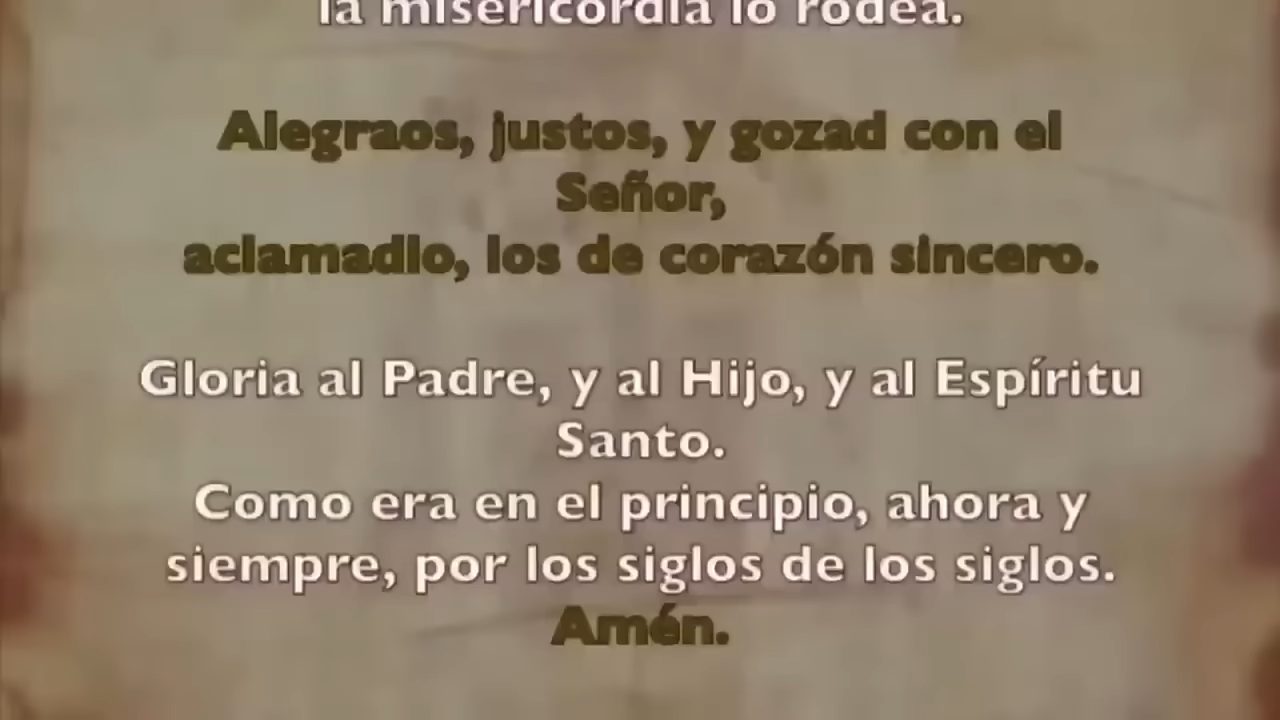 la misericordia lo rodea.
Alegraos, justos, y gozad con el
Señor,
aclamadlo, los de corazón sincero.
Gloria al Padre, y al Hijo, y al Espíritu
Santo.
Como era en el principio, ahora y
siempre, por los siglos de los siglos.
Amén.